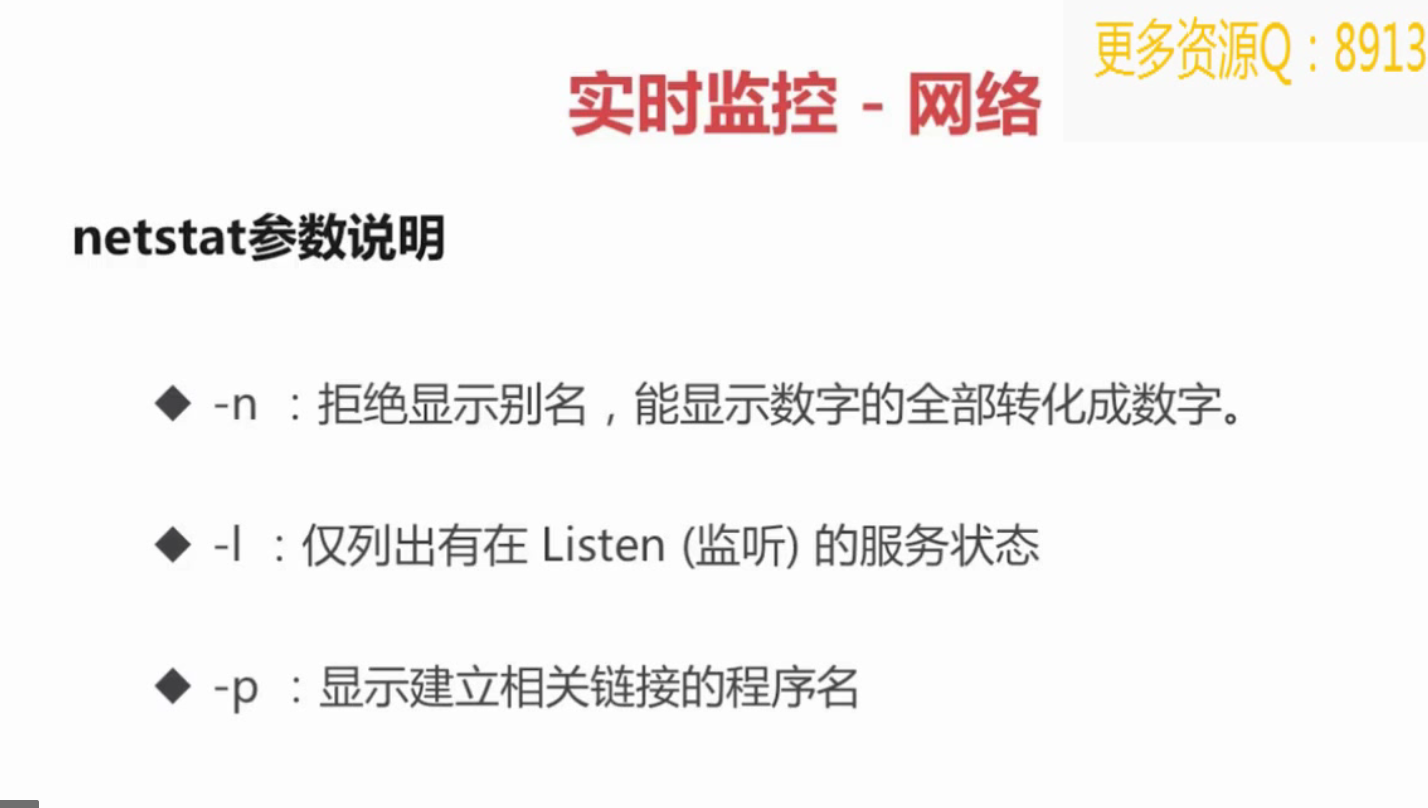 更多资源Q：8913
实时监控 - 网络
netstat参数说明
◆ -n ：拒绝显示别名，能显示数字的全部转化成数字。
◆ -l ：仅列出有在 Listen (监听) 的服务状态
◆ -p ：显示建立相关链接的程序名